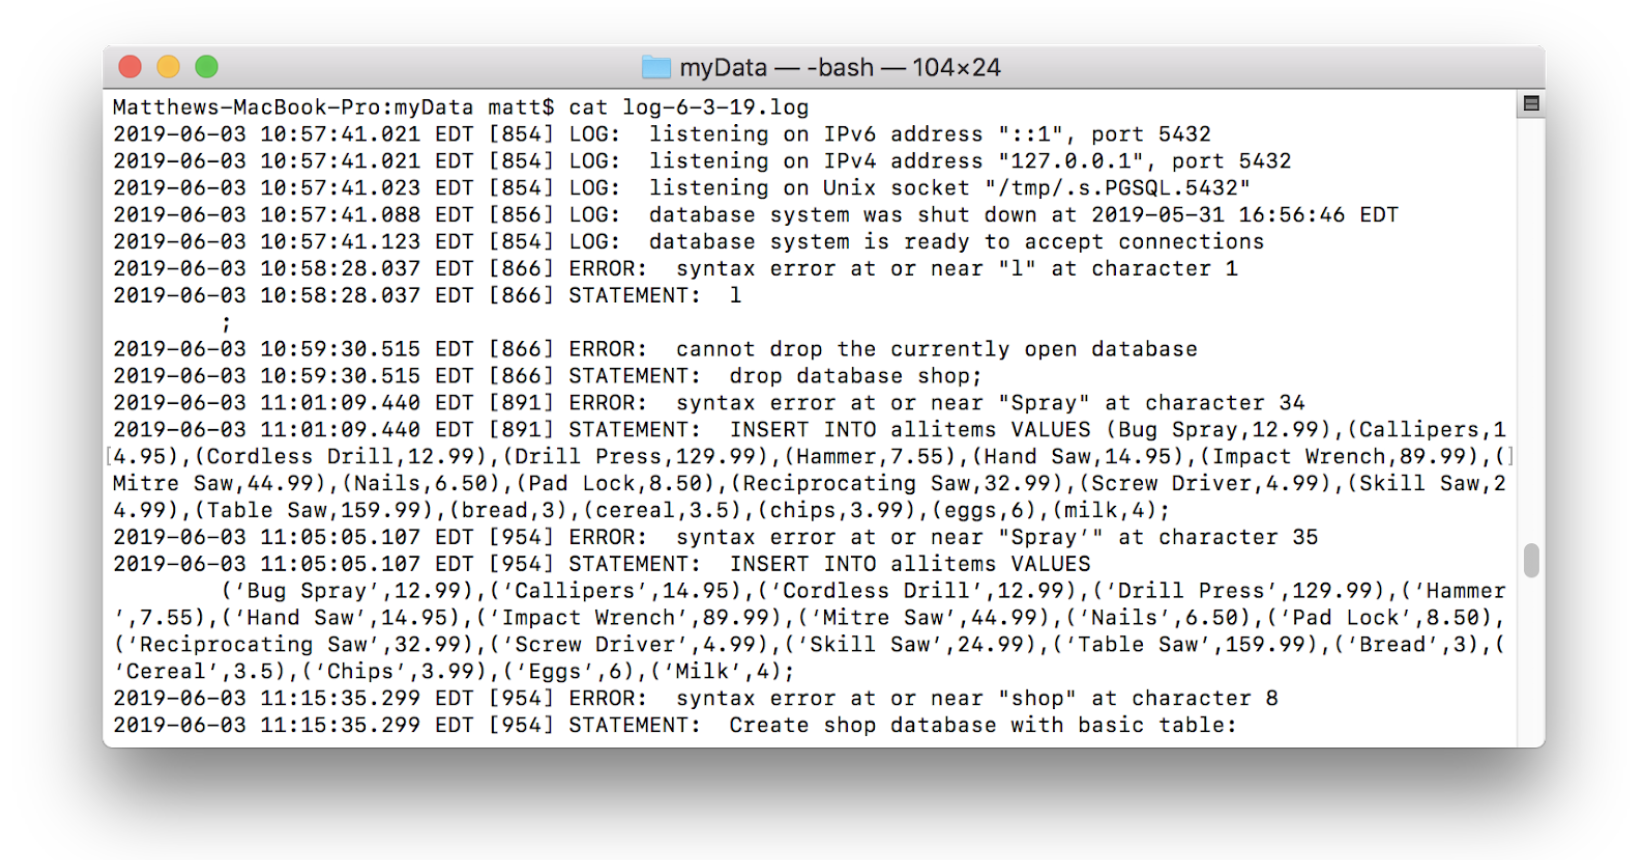 myData — -bash — 104×24
Matthews-MacBook-Pro:myData matt$ cat log-6-3-19.log
2019-06-03 10:57:41.021 EDT [854] LOG:  listening on IPv6 address "::1", port 5432
2019-06-03 10:57:41.021 EDT [854] LOG:  listening on IPv4 address "127.0.0.1", port 5432
2019-06-03 10:57:41.023 EDT [854] LOG:  listening on Unix socket "/tmp/.s.PGSQL.5432"
2019-06-03 10:57:41.088 EDT [856] LOG:  database system was shut down at 2019-05-31 16:56:46 EDT
2019-06-03 10:57:41.123 EDT [854] LOG:  database system is ready to accept connections
2019-06-03 10:58:28.037 EDT [866] ERROR:  syntax error at or near "l" at character 1
2019-06-03 10:58:28.037 EDT [866] STATEMENT:  l
;
2019-06-03 10:59:30.515 EDT [866] ERROR:  cannot drop the currently open database
2019-06-03 10:59:30.515 EDT [866] STATEMENT:  drop database shop;
2019-06-03 11:01:09.440 EDT [891] ERROR:  syntax error at or near "Spray" at character 34
2019-06-03 11:01:09.440 EDT [891] STATEMENT:  INSERT INTO allitems VALUES (Bug Spray,12.99),(Callipers,1
[4.95),(Cordless Drill,12.99),(Drill Press,129.99),(Hammer,7.55),(Hand Saw,14.95),(Impact Wrench,89.99),(]
Mitre Saw,44.99),(Nails,6.50),(Pad Lock,8.50),(Reciprocating Saw,32.99),(Screw Driver,4.99),(Skill Saw,2
4.99),(Table Saw,159.99),(bread,3),(cereal,3.5),(chips,3.99),(eggs,6),(milk,4);
2019-06-03 11:05:05.107 EDT [954] ERROR:  syntax error at or near "Spray’" at character 35
2019-06-03 11:05:05.107 EDT [954] STATEMENT:  INSERT INTO allitems VALUES
(‘Bug Spray’,12.99),(‘Callipers’,14.95),(‘Cordless Drill’,12.99),(‘Drill Press’,129.99),(‘Hammer
’,7.55),(‘Hand Saw’,14.95),(‘Impact Wrench’,89.99),(‘Mitre Saw’,44.99),(‘Nails’,6.50),(‘Pad Lock’,8.50),
(‘Reciprocating Saw’,32.99),(‘Screw Driver’,4.99),(‘Skill Saw’,24.99),(‘Table Saw’,159.99),(‘Bread’,3),(
‘Cereal’,3.5),(‘Chips’,3.99),(‘Eggs’,6),(‘Milk’,4);
2019-06-03 11:15:35.299 EDT [954] ERROR:  syntax error at or near "shop" at character 8
2019-06-03 11:15:35.299 EDT [954] STATEMENT:  Create shop database with basic table: